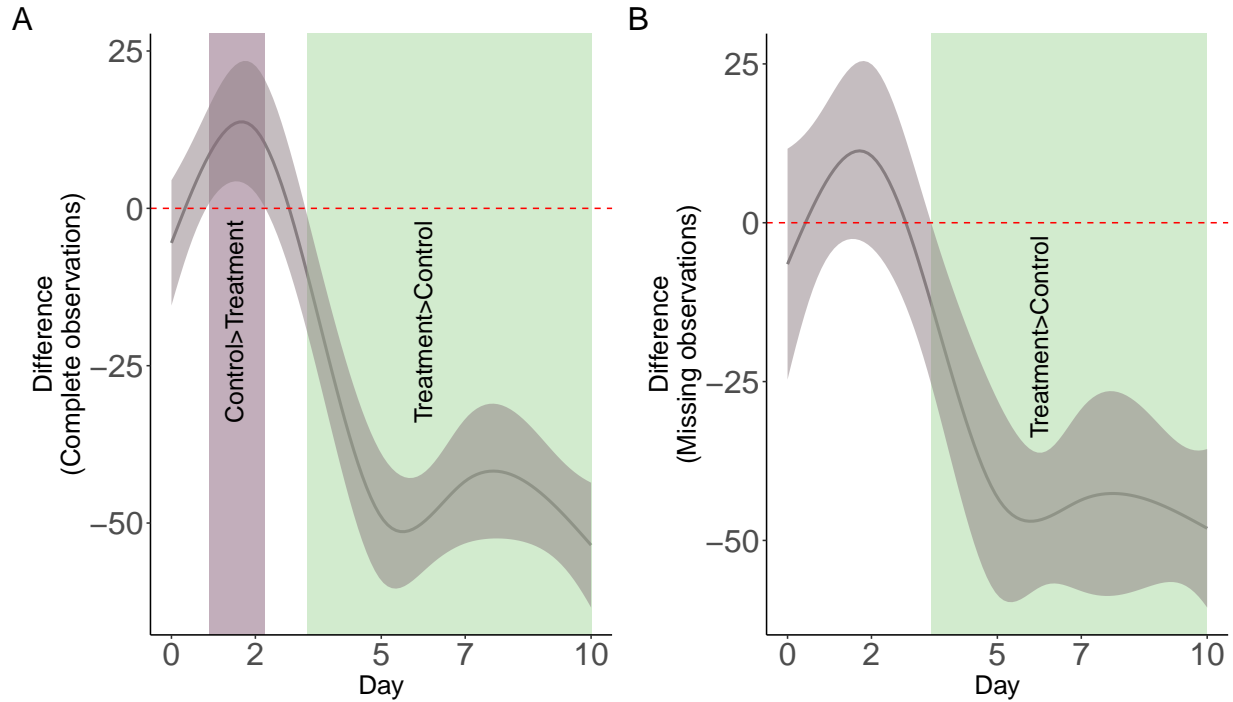 A
Difference
(Complete observations)
25
0
−25
−50
Control>Treatment
Treatment>Control
0 2 5 7 10
Day
B
Difference
(Missing observations)
25
0
−25
−50
Treatment>Control
0 2 5 7 10
Day